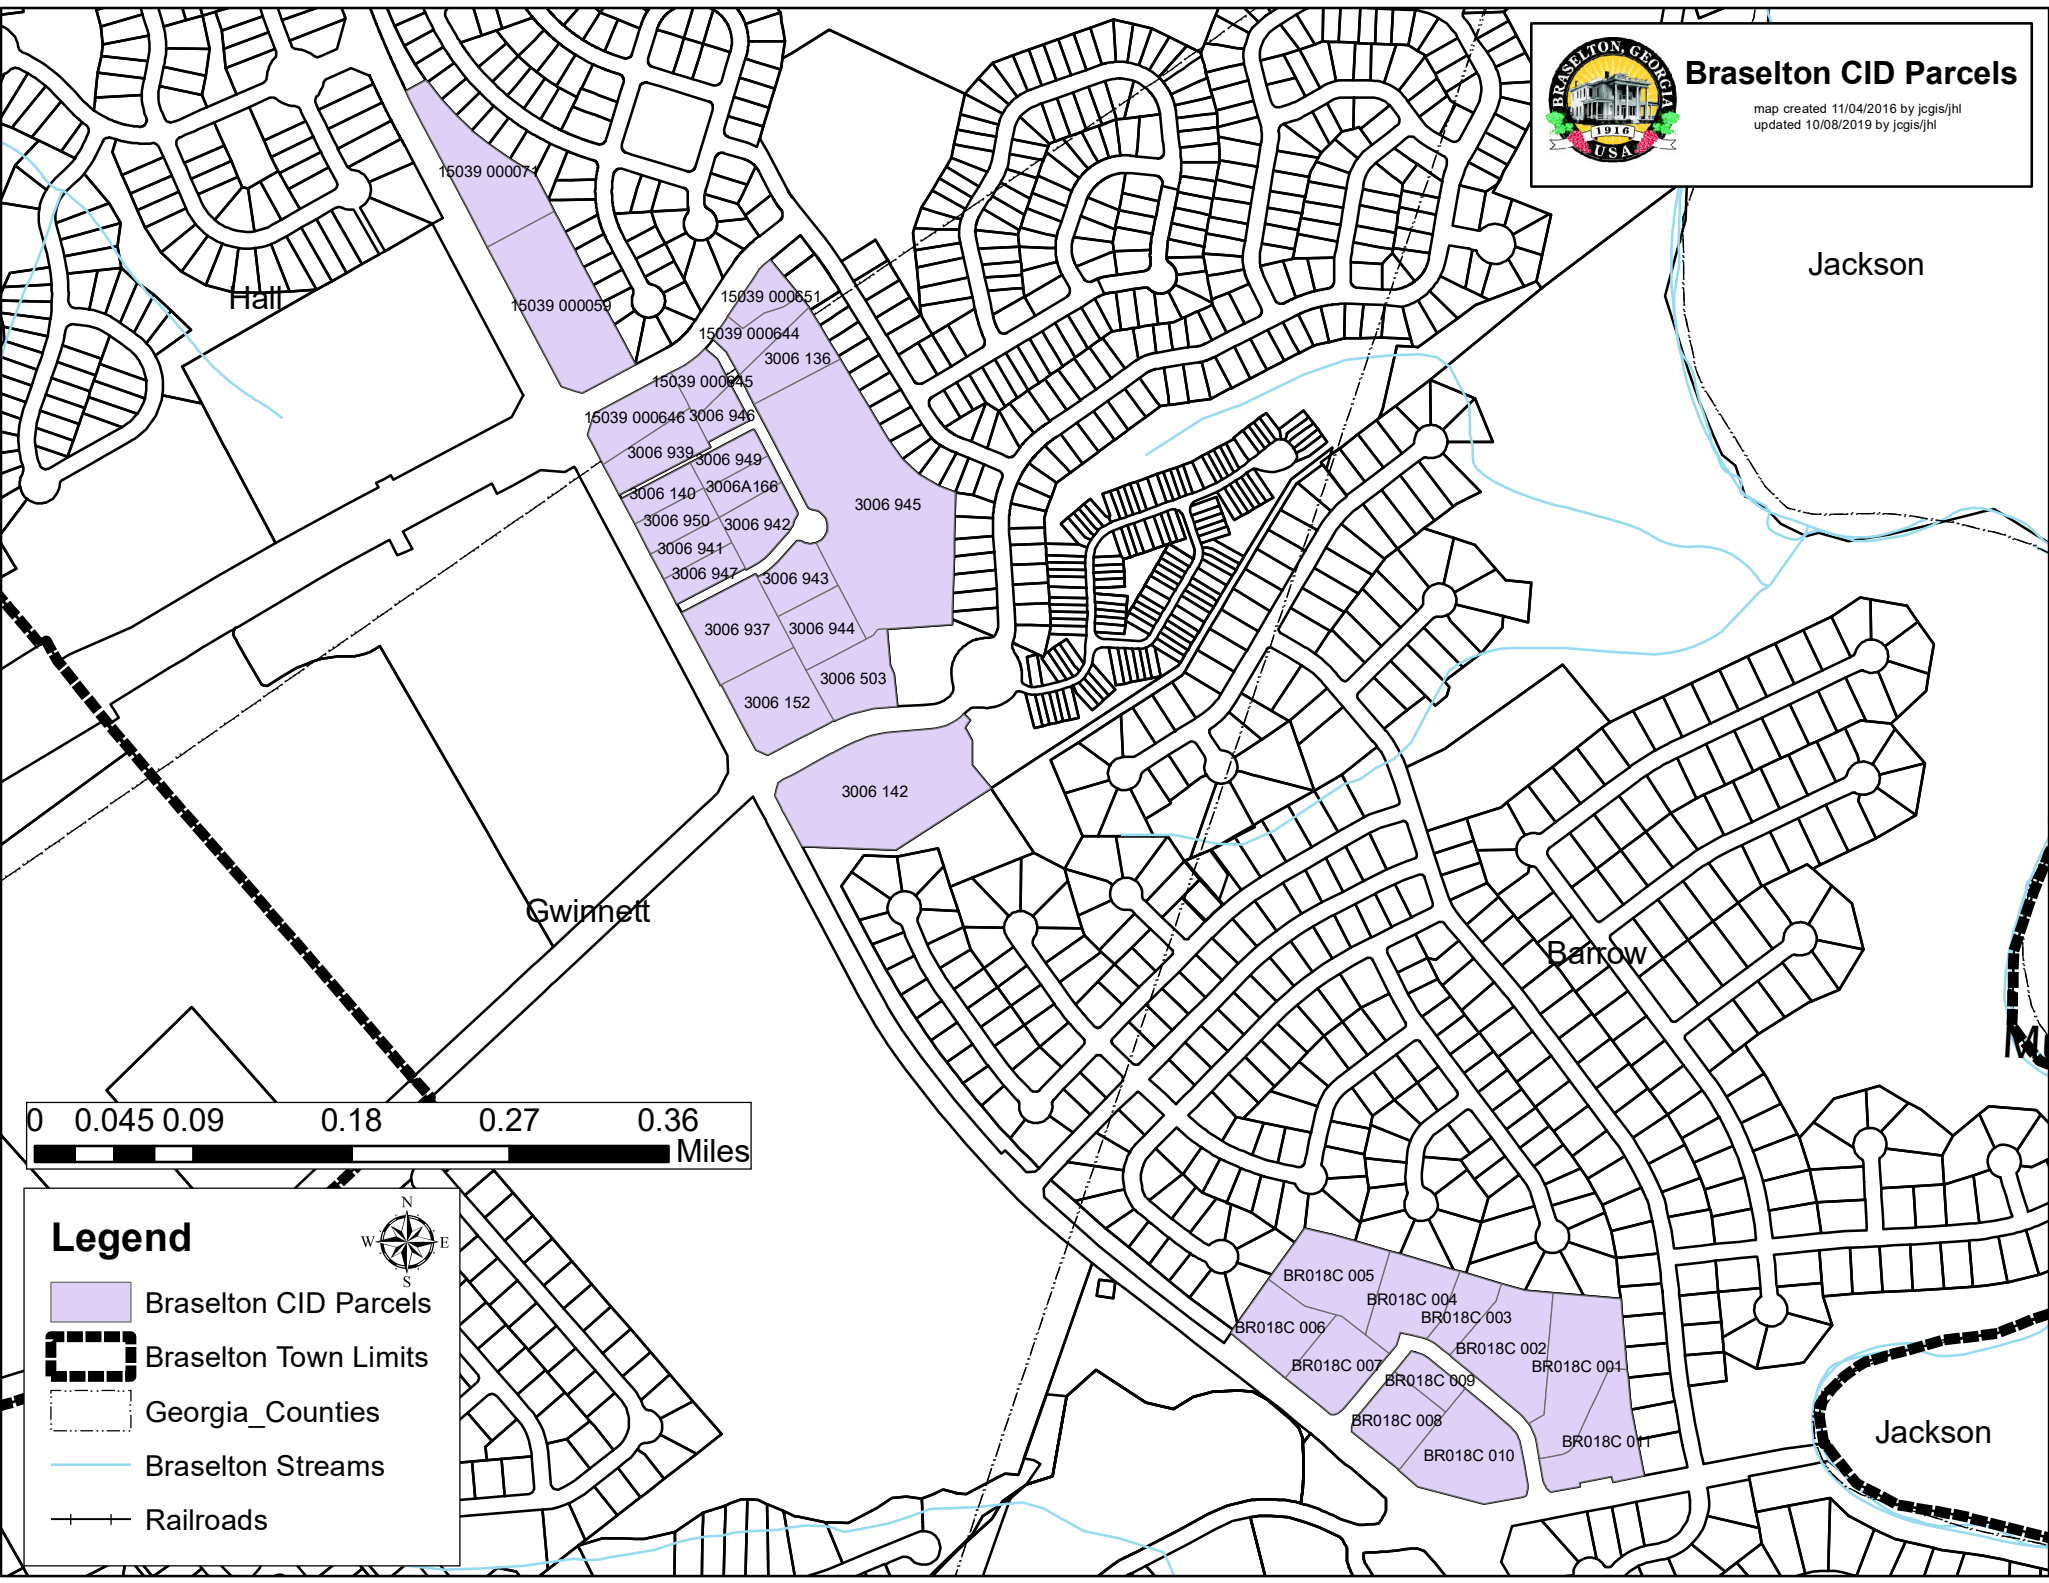 Braselton CID Parcels
map created 11/04/2016 by jcgis/jhl
updated 10/08/2019 by jcgis/jhl
BRASELTON, GEORGIA
1916
USA
15039 000071
Jackson
Hall
15039 000059
15039 000651
15039 000644
3006 136
15039 000645
15039 000646
3006 946
3006 939
3006 949
3006A166
3006 140
3006 945
3006 950
3006 942
3006 941
3006 947
3006 943
3006 937
3006 944
3006 503
3006 152
3006 142
Gwinnett
Barrow
0 0.045 0.09 0.18 0.27 0.36
Miles
Legend
N
W E
S
Braselton CID Parcels
Braselton Town Limits
Georgia_Counties
Braselton Streams
Railroads
BR018C 005
BR018C 004
BR018C 003
BR018C 006
BR018C 002
BR018C 007
BR018C 001
BR018C 009
BR018C 008
BR018C 011
BR018C 010
Jackson